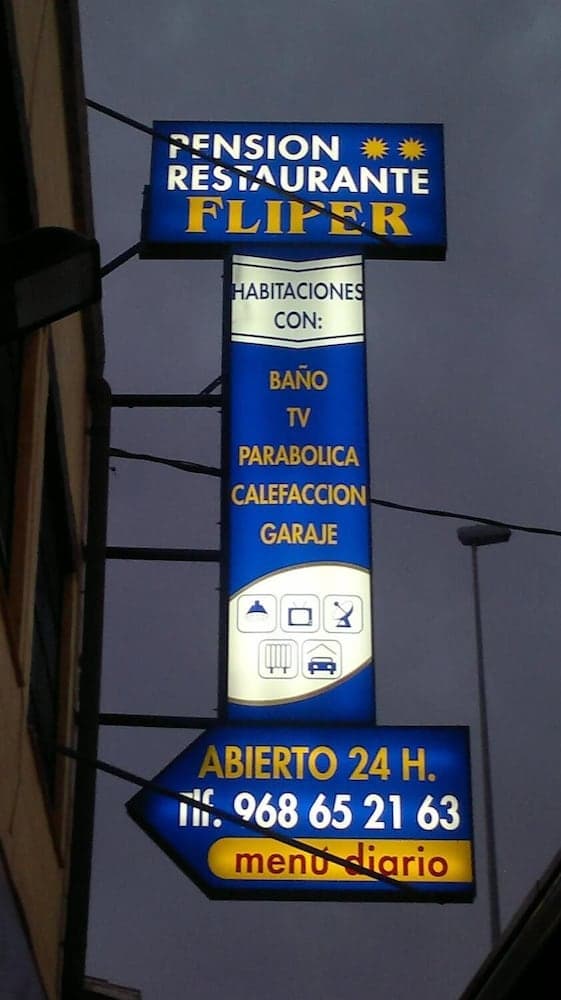 PENSION
RESTAURANTE
FLIPER
HABITACIONES
CON:
BAÑO
TV
PARABOLICA
CALEFACCION
GARAJE
ABIERTO 24 H.
Tlf. 968 65 21 63
menú diario